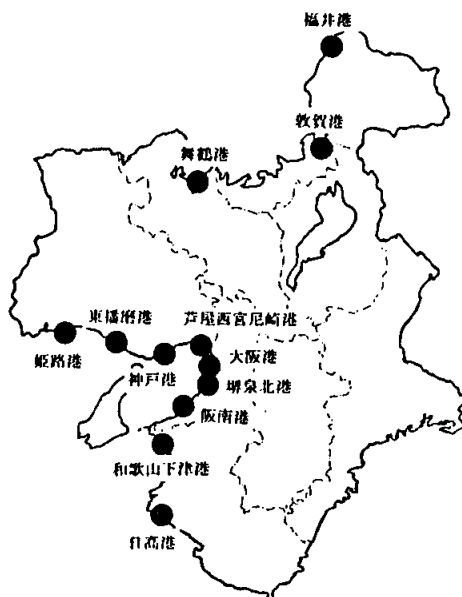 福井港
敦賀港
舞鶴港
東播磨港
芦屋西宮尼崎港
姫路港
神戸港
大阪港
堺泉北港
阪南港
和歌山下津港
日高港